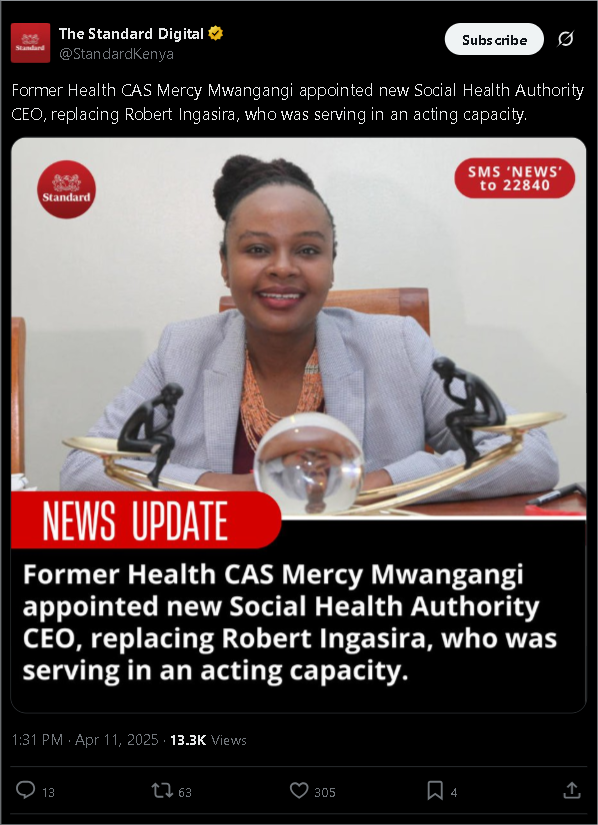 The Standard Digital
@StandardKenya
Subscribe
Standard
Former Health CAS Mercy Mwangangi appointed new Social Health Authority
CEO, replacing Robert Ingasira, who was serving in an acting capacity.
Standard
SMS ‘NEWS’
to 22840
NEWS UPDATE
Former Health CAS Mercy Mwangangi
appointed new Social Health Authority
CEO, replacing Robert Ingasira, who was
serving in an acting capacity.
1:31 PM · Apr 11, 2025 · 13.3K Views
13
63
305
4